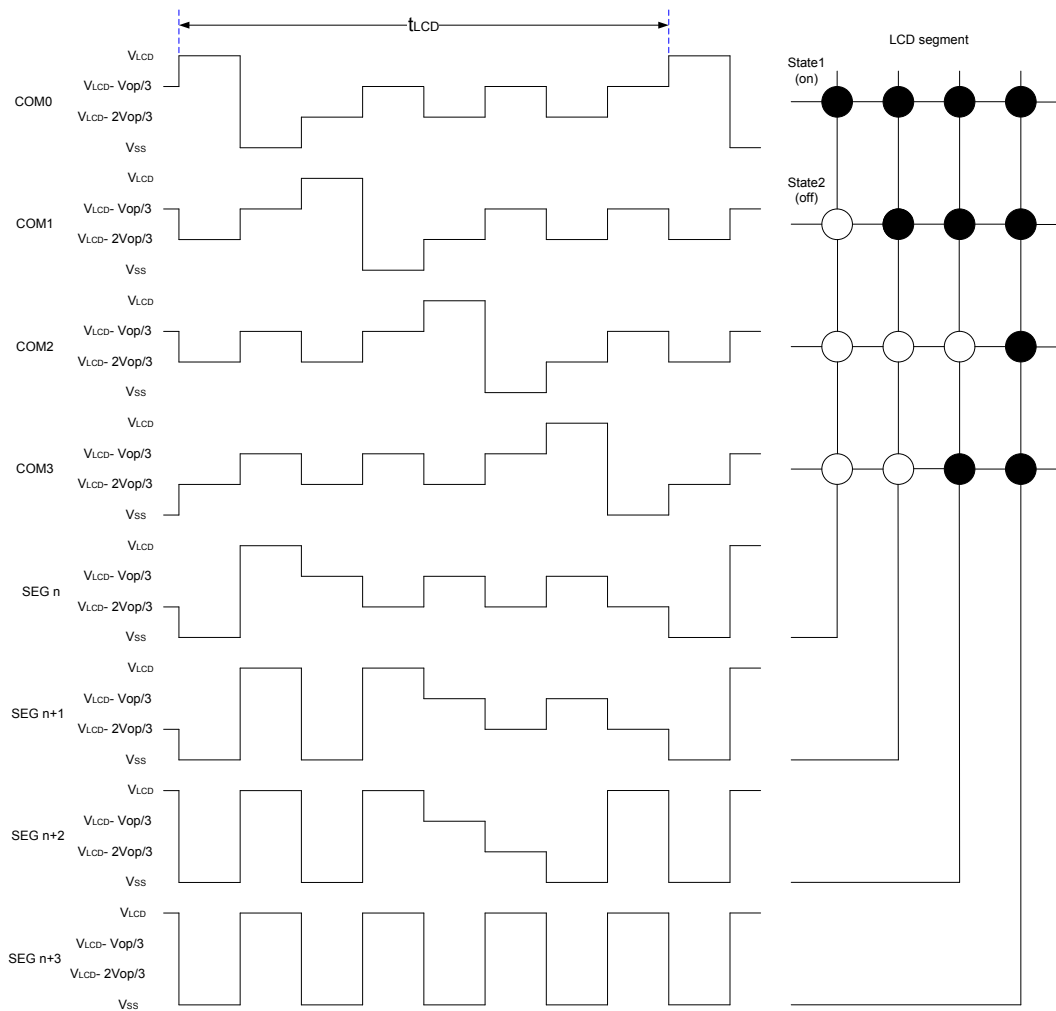 tLCD
LCD segment
State1
(on)
COM0
VLCD
VLCD- Vop/3
VLCD- 2Vop/3
VSS
State2
(off)
COM1
VLCD
VLCD- Vop/3
VLCD- 2Vop/3
VSS
COM2
VLCD
VLCD- Vop/3
VLCD- 2Vop/3
VSS
COM3
VLCD
VLCD- Vop/3
VLCD- 2Vop/3
VSS
SEG n
VLCD
VLCD- Vop/3
VLCD- 2Vop/3
VSS
SEG n+1
VLCD
VLCD- Vop/3
VLCD- 2Vop/3
VSS
SEG n+2
VLCD
VLCD- Vop/3
VLCD- 2Vop/3
VSS
SEG n+3
VLCD
VLCD- Vop/3
VLCD- 2Vop/3
VSS